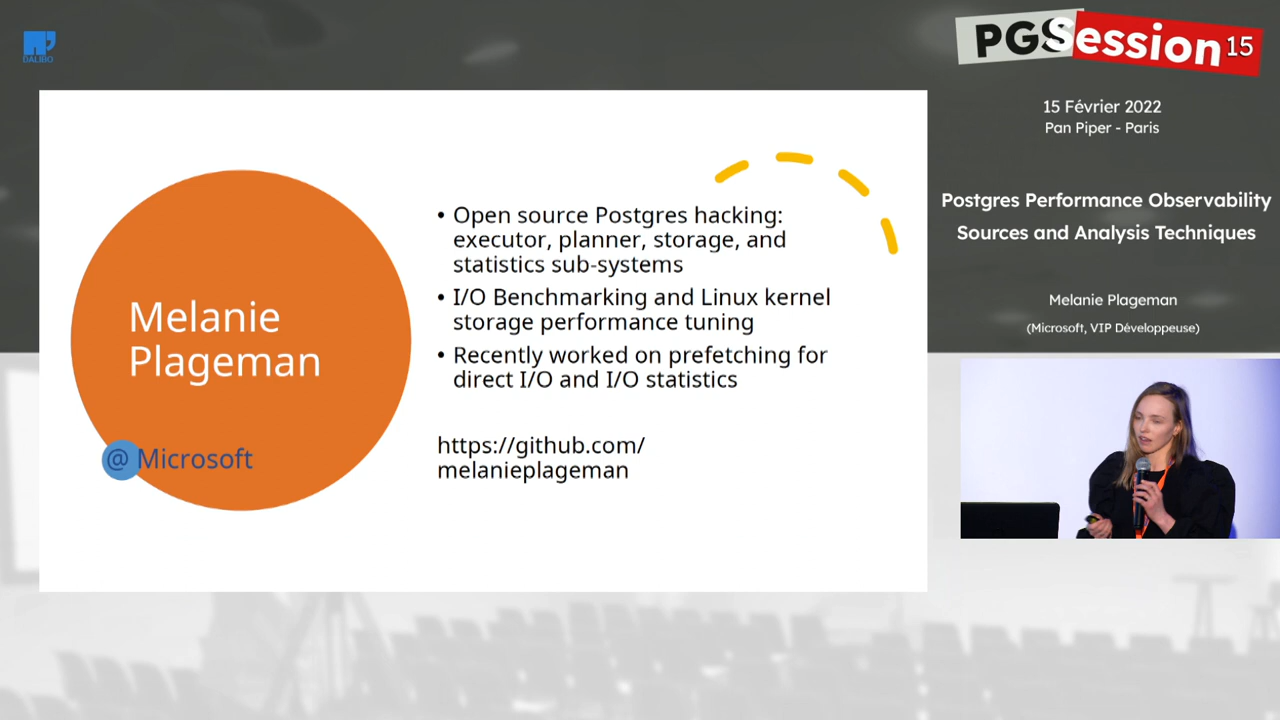 DALIBO
PGSession 15
15 Février 2022
Pan Piper - Paris
Postgres Performance Observability
Sources and Analysis Techniques
Melanie Plageman
(Microsoft, VIP Développeuse)
Melanie
Plageman
@ Microsoft
• Open source Postgres hacking:
executor, planner, storage, and
statistics sub-systems
• I/O Benchmarking and Linux kernel
storage performance tuning
• Recently worked on prefetching for
direct I/O and I/O statistics
https://github.com/
melanieplageman